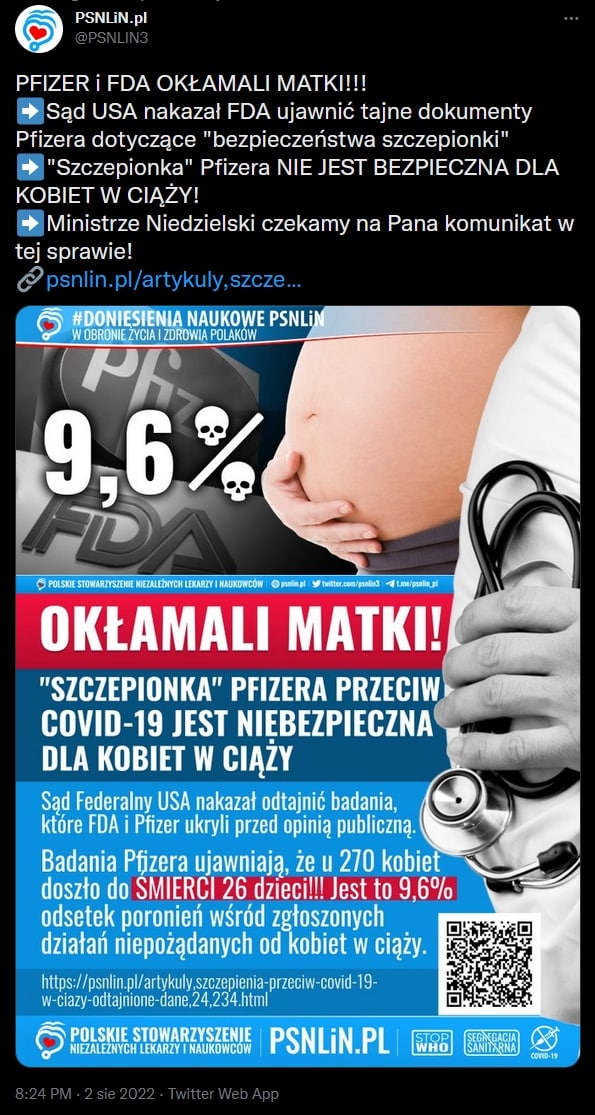 PSNLiN.pl
@PSNLIN3
PFIZER i FDA OKŁAMALI MATKI!!!
➡️Sąd USA nakazał FDA ujawnić tajne dokumenty
Pfizera dotyczące "bezpieczeństwa szczepionki"
➡️"Szczepionka" Pfizera NIE JEST BEZPIECZNA DLA
KOBIET W CIĄŻY!
➡️Ministrze Niedzielski czekamy na Pana komunikat w
tej sprawie!
🔗psnlin.pl/artykuly,szcze...
#DONIESIENIA NAUKOWE PSNLiN
W OBRONIE ŻYCIA I ZDROWIA POLAKÓW
Pfiz
9,6%
FDA
POLSKIE STOWARZYSZENIE NIEZALEŻNYCH LEKARZY I NAUKOWCÓW | psnlin.pl | twitter.com/psnlin3 | t.me/psnlin_pl
OKŁAMALI MATKI!
"SZCZEPIONKA" PFIZERA PRZECIW
COVID-19 JEST NIEBEZPIECZNA
DLA KOBIET W CIĄŻY
Sąd Federalny USA nakazał odtajnić badania,
które FDA i Pfizer ukryli przed opinią publiczną.
Badania Pfizera ujawniają, że u 270 kobiet
doszło do ŚMIERCI 26 dzieci!!! Jest to 9,6%
odsetek poronień wśród zgłoszonych
działań niepożądanych od kobiet w ciąży.
https://psnlin.pl/artykuly,szczepienia-przeciw-covid-19-
w-ciazy-odtajnione-dane,24,234.html
POLSKIE STOWARZYSZENIE
NIEZALEŻNYCH LEKARZY I NAUKOWCÓW
PSNLiN.PL
STOP
WHO
SEGREGACJA
SANITARNA
COVID-19
8:24 PM · 2 sie 2022 · Twitter Web App